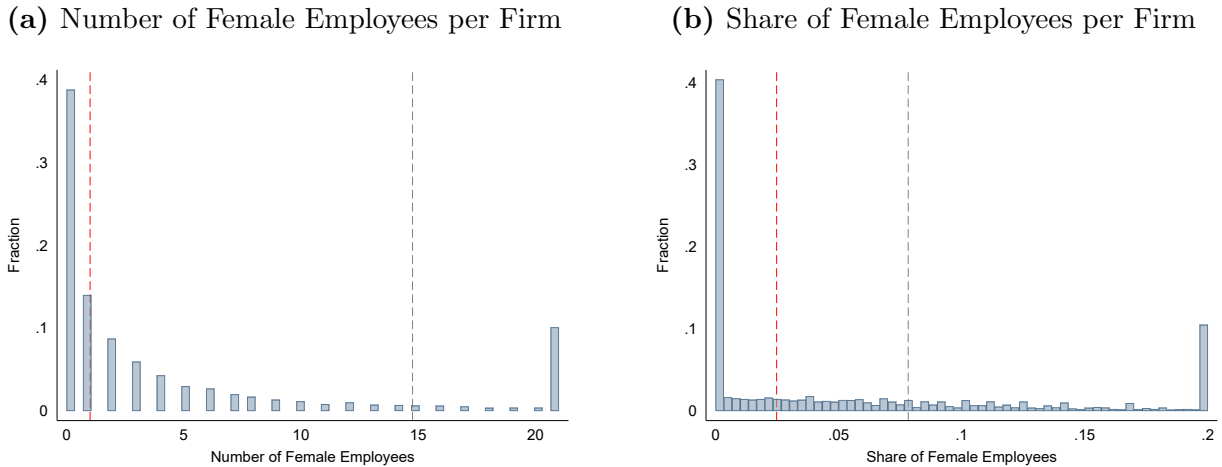 (a) Number of Female Employees per Firm
.4
.3
.2
.1
0
Fraction
0 5 10 15 20
Number of Female Employees
(b) Share of Female Employees per Firm
.4
.3
.2
.1
0
Fraction
0 .05 .1 .15 .2
Share of Female Employees